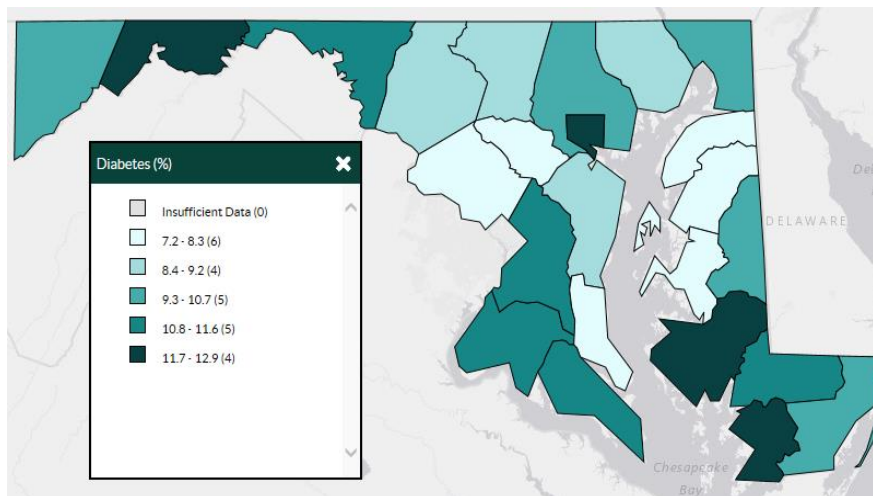 Diabetes (%)
Insufficient Data (0)
7.2 - 8.3 (6)
8.4 - 9.2 (4)
9.3 - 10.7 (5)
10.8 - 11.6 (5)
11.7 - 12.9 (4)
DELAWARE
Chesapeake
Bay